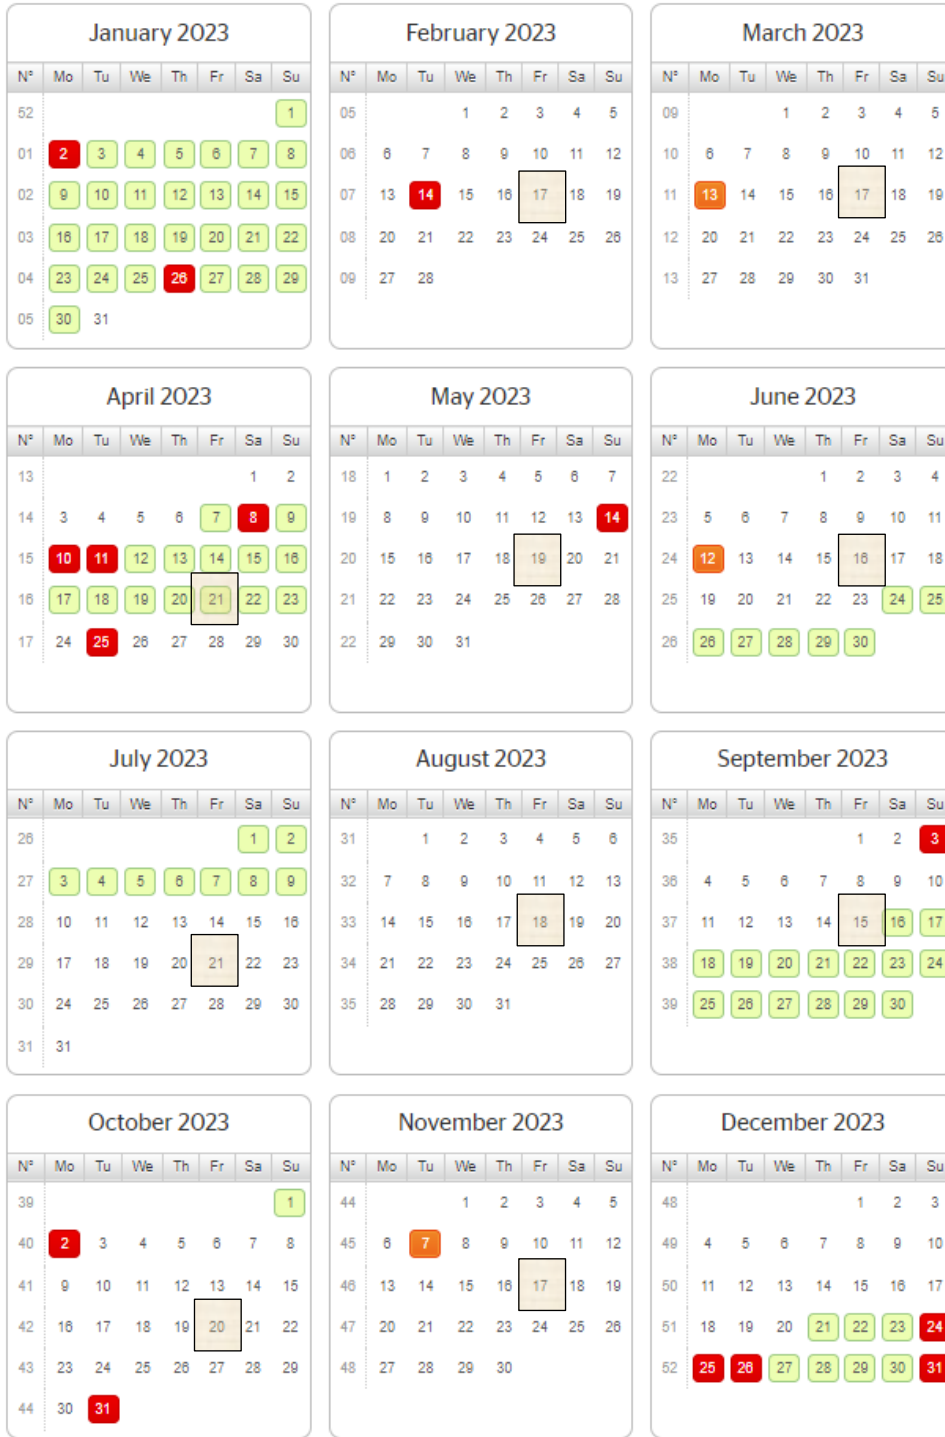 January 2023
N° Mo Tu We Th Fr Sa Su
52 1
01 2 3 4 5 6 7 8
02 9 10 11 12 13 14 15
03 16 17 18 19 20 21 22
04 23 24 25 26 27 28 29
05 30 31
February 2023
N° Mo Tu We Th Fr Sa Su
05 1 2 3 4 5
06 6 7 8 9 10 11 12
07 13 14 15 16 17 18 19
08 20 21 22 23 24 25 26
09 27 28
March 2023
N° Mo Tu We Th Fr Sa Su
09 1 2 3 4 5
10 6 7 8 9 10 11 12
11 13 14 15 16 17 18 19
12 20 21 22 23 24 25 26
13 27 28 29 30 31
April 2023
N° Mo Tu We Th Fr Sa Su
13 1 2
14 3 4 5 6 7 8 9
15 10 11 12 13 14 15 16
16 17 18 19 20 21 22 23
17 24 25 26 27 28 29 30
May 2023
N° Mo Tu We Th Fr Sa Su
18 1 2 3 4 5 6 7
19 8 9 10 11 12 13 14
20 15 16 17 18 19 20 21
21 22 23 24 25 26 27 28
22 29 30 31
June 2023
N° Mo Tu We Th Fr Sa Su
22 1 2 3 4
23 5 6 7 8 9 10 11
24 12 13 14 15 16 17 18
25 19 20 21 22 23 24 25
26 26 27 28 29 30
July 2023
N° Mo Tu We Th Fr Sa Su
26 1 2
27 3 4 5 6 7 8 9
28 10 11 12 13 14 15 16
29 17 18 19 20 21 22 23
30 24 25 26 27 28 29 30
31 31
August 2023
N° Mo Tu We Th Fr Sa Su
31 1 2 3 4 5 6
32 7 8 9 10 11 12 13
33 14 15 16 17 18 19 20
34 21 22 23 24 25 26 27
35 28 29 30 31
September 2023
N° Mo Tu We Th Fr Sa Su
35 1 2 3
36 4 5 6 7 8 9 10
37 11 12 13 14 15 16 17
38 18 19 20 21 22 23 24
39 25 26 27 28 29 30
October 2023
N° Mo Tu We Th Fr Sa Su
39 1
40 2 3 4 5 6 7 8
41 9 10 11 12 13 14 15
42 16 17 18 19 20 21 22
43 23 24 25 26 27 28 29
44 30 31
November 2023
N° Mo Tu We Th Fr Sa Su
44 1 2 3 4 5
45 6 7 8 9 10 11 12
46 13 14 15 16 17 18 19
47 20 21 22 23 24 25 26
48 27 28 29 30
December 2023
N° Mo Tu We Th Fr Sa Su
48 1 2 3
49 4 5 6 7 8 9 10
50 11 12 13 14 15 16 17
51 18 19 20 21 22 23 24
52 25 26 27 28 29 30 31